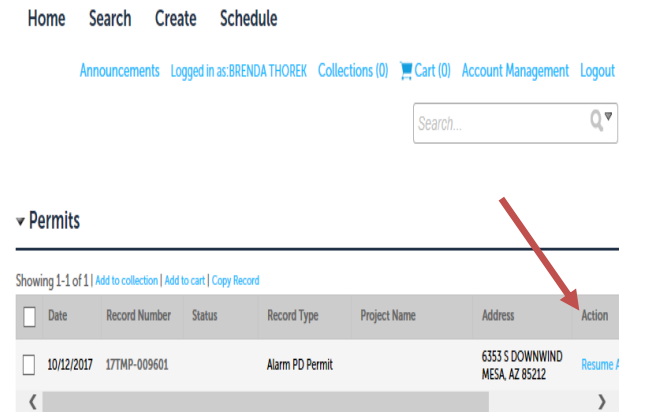 Home Search Create Schedule
Announcements Logged in as:BRENDA THOREK Collections (0) Cart (0) Account Management Logout
Search...
Permits
Showing 1-1 of 1 | Add to collection | Add to cart | Copy Record
Date Record Number Status Record Type Project Name Address Action
10/12/2017 17TMP-009601 Alarm PD Permit 6353 S DOWNWIND Resume A
MESA, AZ 85212